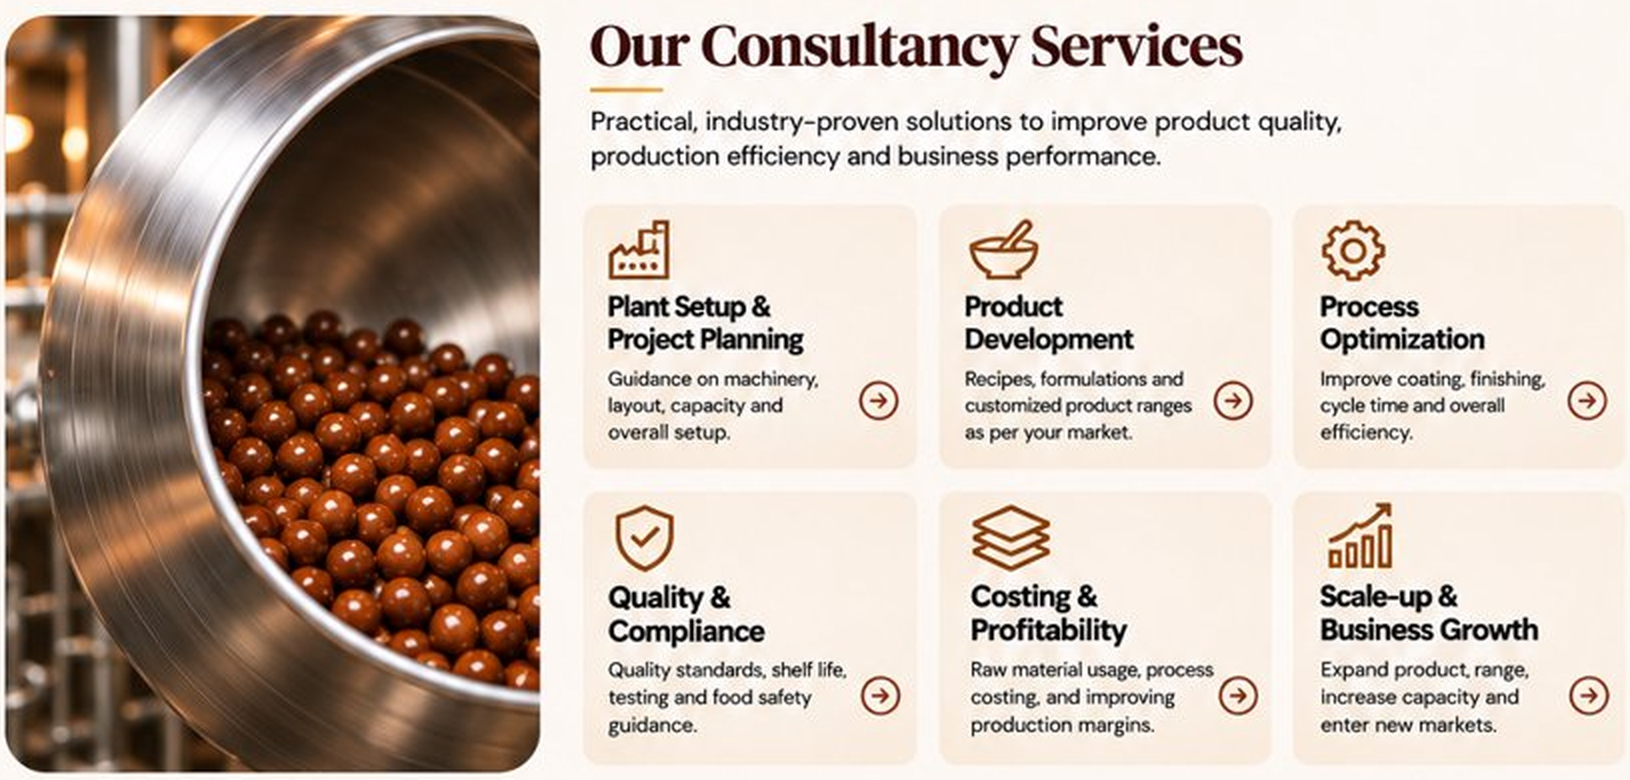 Our Consultancy Services
Practical, industry-proven solutions to improve product quality,
production efficiency and business performance.
Plant Setup &
Project Planning
Guidance on machinery,
layout, capacity and
overall setup.
Product
Development
Recipes, formulations and
customized product ranges
as per your market.
Process
Optimization
Improve coating, finishing,
cycle time and overall
efficiency.
Quality &
Compliance
Quality standards, shelf life,
testing and food safety
guidance.
Costing &
Profitability
Raw material usage, process
costing, and improving
production margins.
Scale-up &
Business Growth
Expand product, range,
increase capacity and
enter new markets.